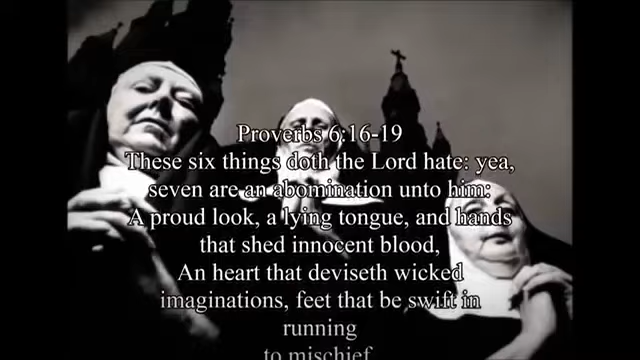 Proverbs 6:16-19
These six things doth the Lord hate: yea,
seven are an abomination unto him:
A proud look, a lying tongue, and hands
that shed innocent blood,
An heart that deviseth wicked
imaginations, feet that be swift in
running
to mischief